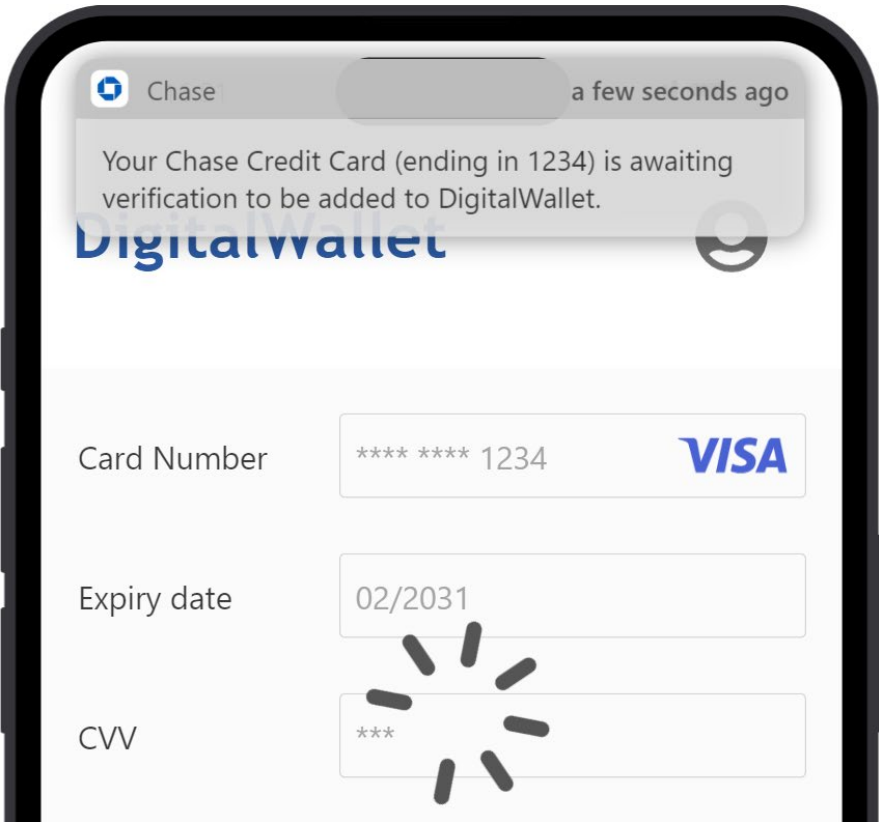 Chase a few seconds ago
Your Chase Credit Card (ending in 1234) is awaiting
verification to be added to DigitalWallet.
DigitalWallet
Card Number **** **** 1234 VISA
Expiry date 02/2031
CVV ***